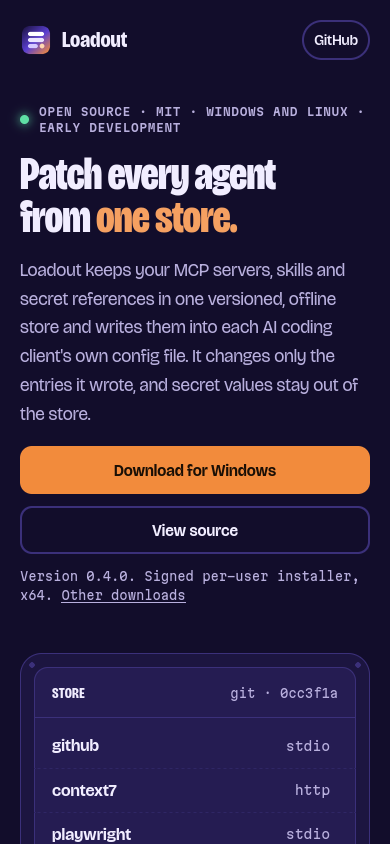 Loadout
GitHub
OPEN SOURCE · MIT · WINDOWS AND LINUX ·
EARLY DEVELOPMENT
Patch every agent
from one store.
Loadout keeps your MCP servers, skills and
secret references in one versioned, offline
store and writes them into each AI coding
client's own config file. It changes only the
entries it wrote, and secret values stay out of
the store.
Download for Windows
View source
Version 0.4.0. Signed per-user installer,
x64. Other downloads
STORE git · 0cc3f1a
github stdio
context7 http
playwright stdio